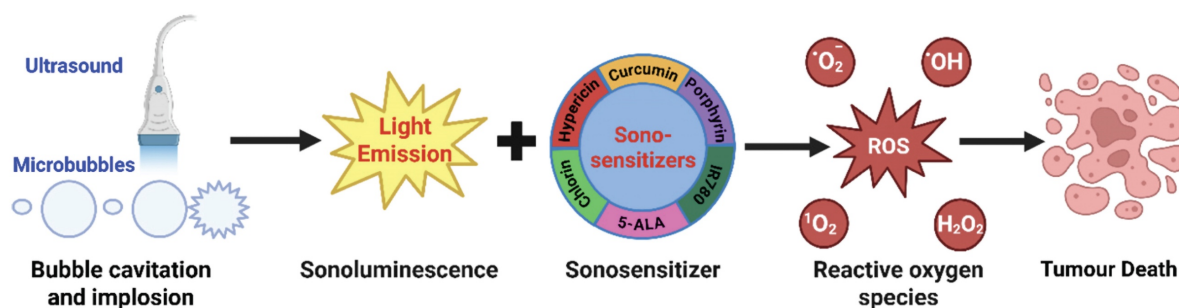 Ultrasound
Microbubbles
Bubble cavitation
and implosion
Light
Emission
Sonoluminescence
+
Hypericin
Curcumin
Porphyrin
IR780
5-ALA
Chlorin
Sono-
sensitizers
Sonosensitizer
•O₂⁻
•OH
ROS
¹O₂
H₂O₂
Reactive oxygen
species
Tumour Death